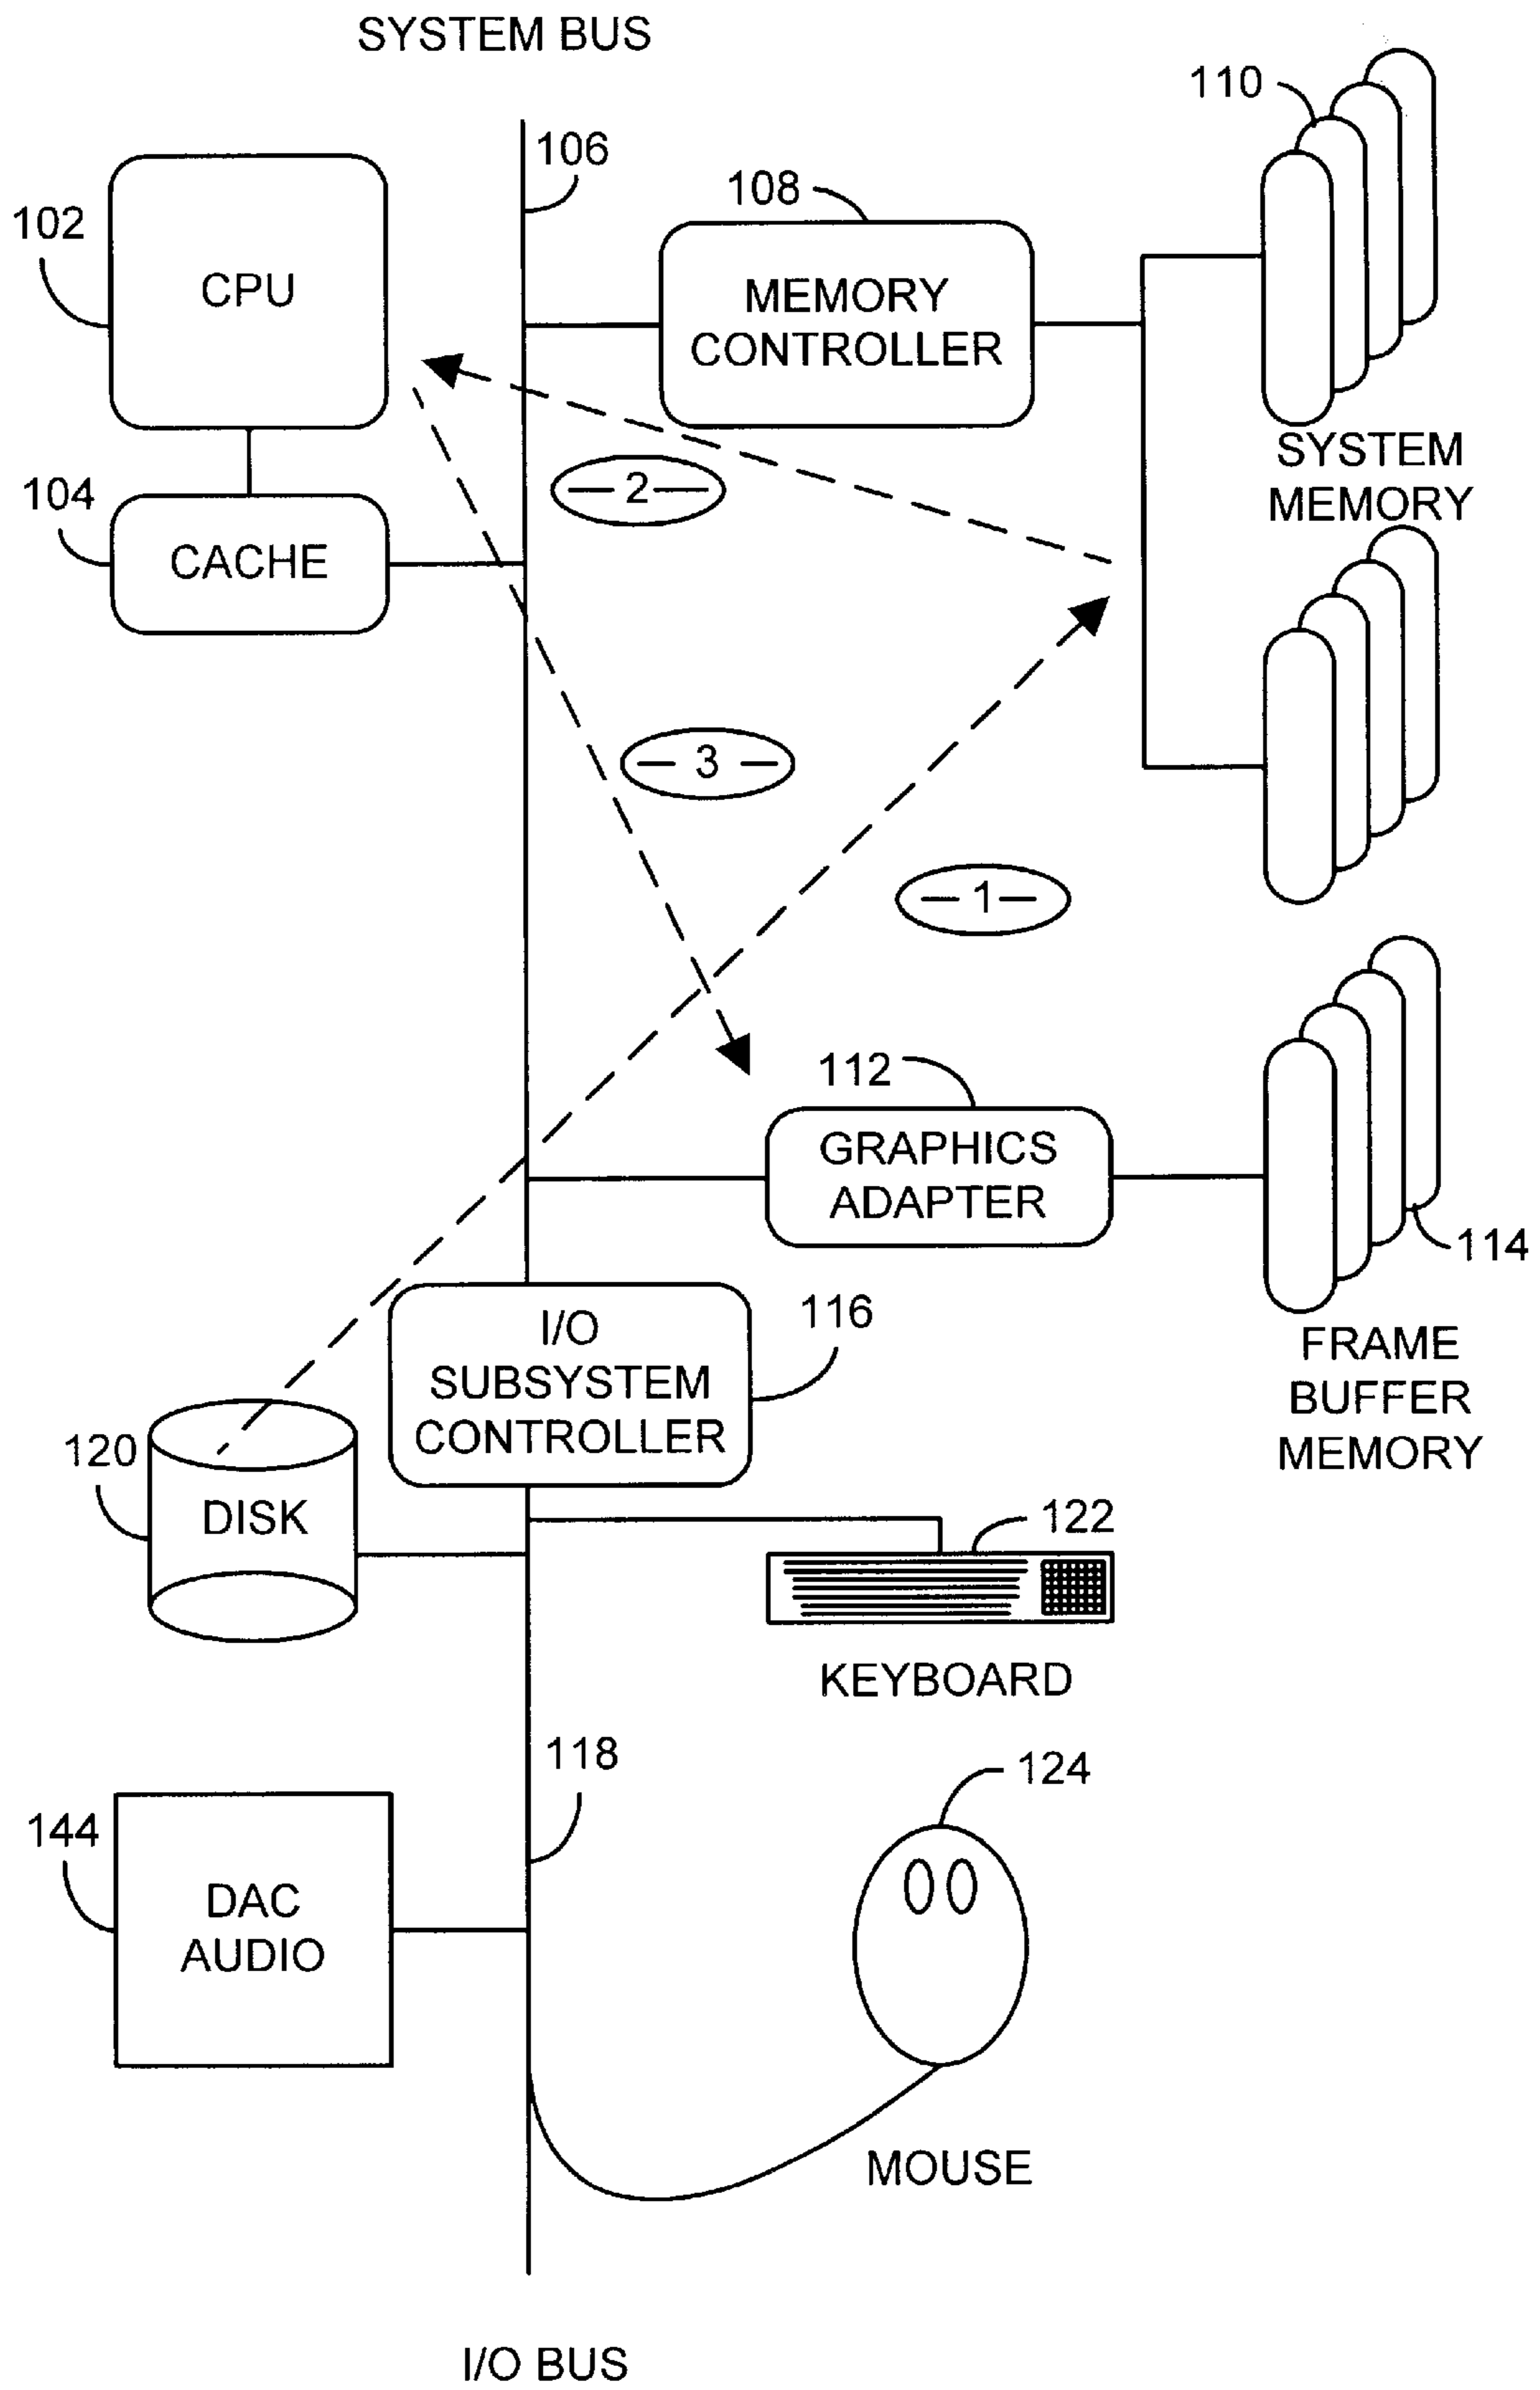 SYSTEM BUS
110
106
108
102
CPU
MEMORY
CONTROLLER
SYSTEM
MEMORY
2
104
CACHE
3
1
112
GRAPHICS
ADAPTER
114
I/O
SUBSYSTEM
CONTROLLER
116
FRAME
BUFFER
MEMORY
120
DISK
122
KEYBOARD
118
124
144
DAC
AUDIO
MOUSE
I/O BUS